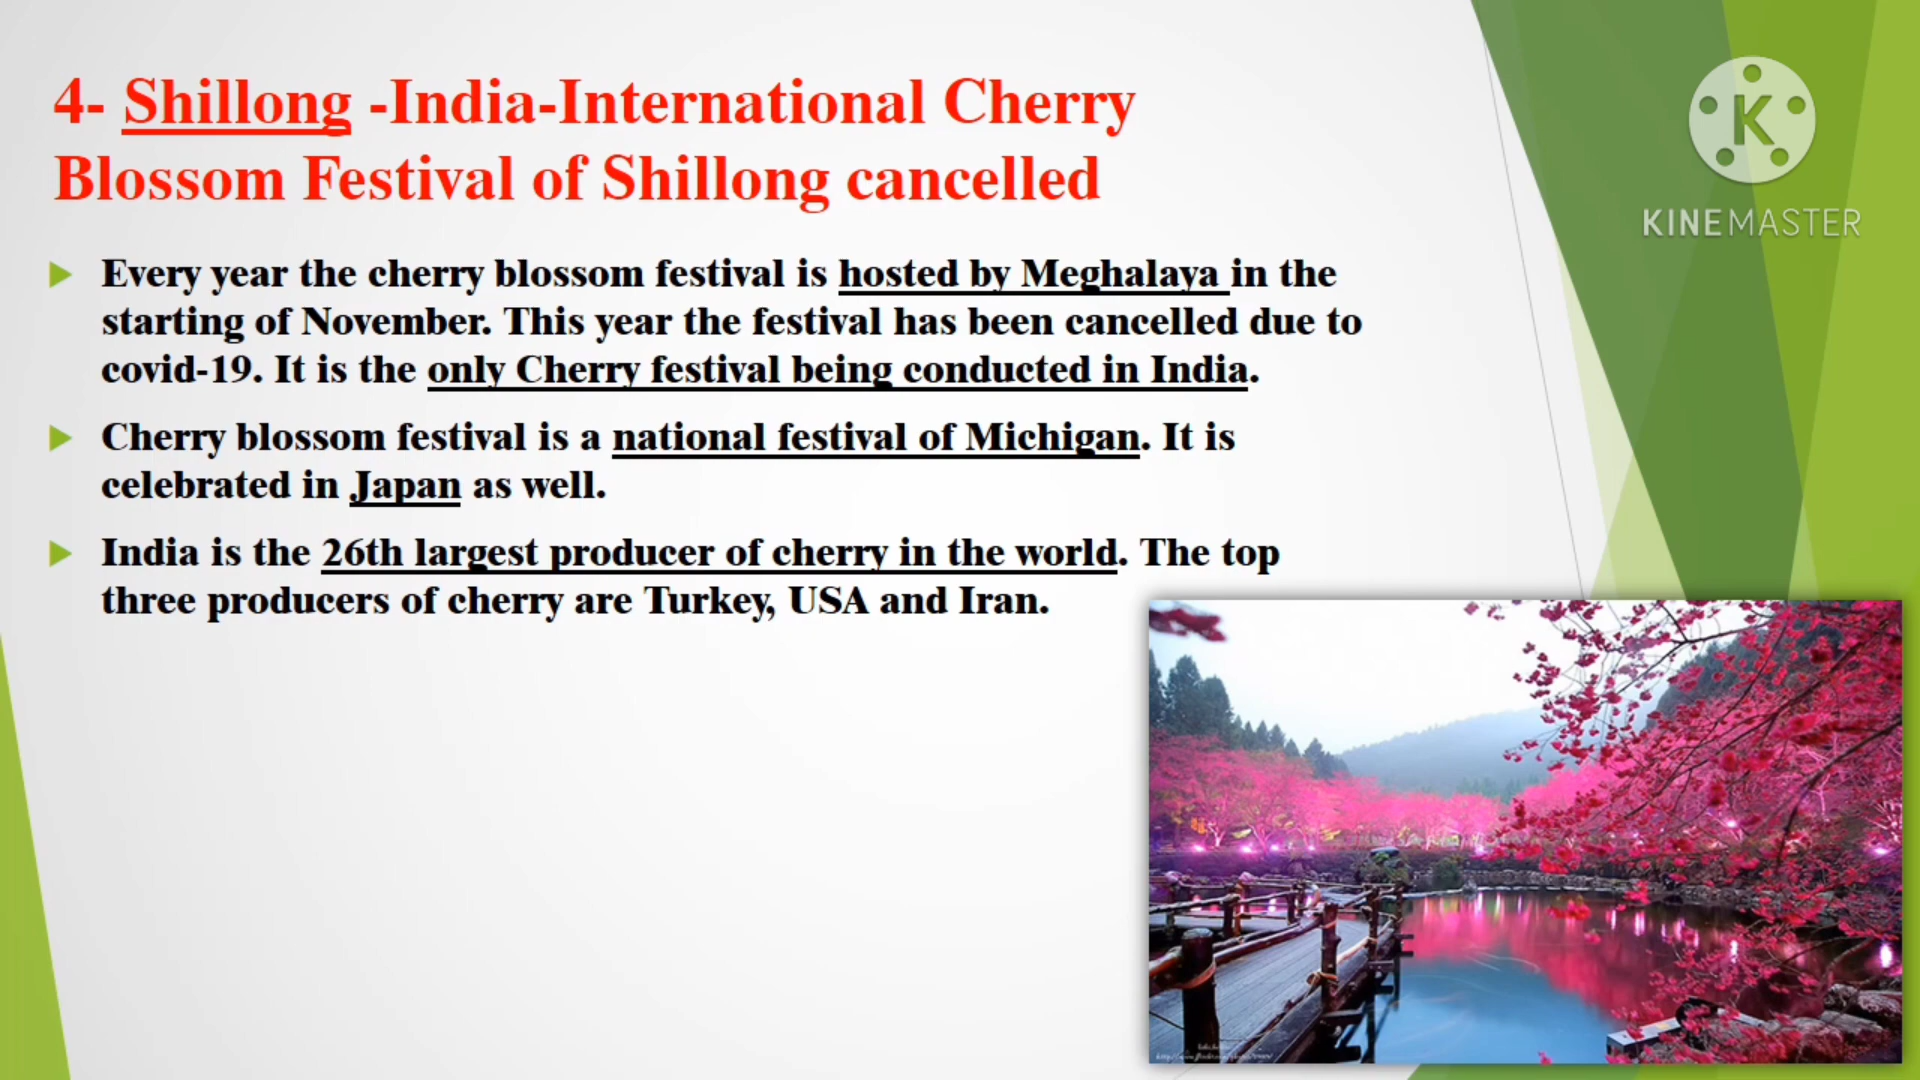 4- Shillong -India-International Cherry
Blossom Festival of Shillong cancelled
KINEMASTER
Every year the cherry blossom festival is hosted by Meghalaya in the
starting of November. This year the festival has been cancelled due to
covid-19. It is the only Cherry festival being conducted in India.
Cherry blossom festival is a national festival of Michigan. It is
celebrated in Japan as well.
India is the 26th largest producer of cherry in the world. The top
three producers of cherry are Turkey, USA and Iran.